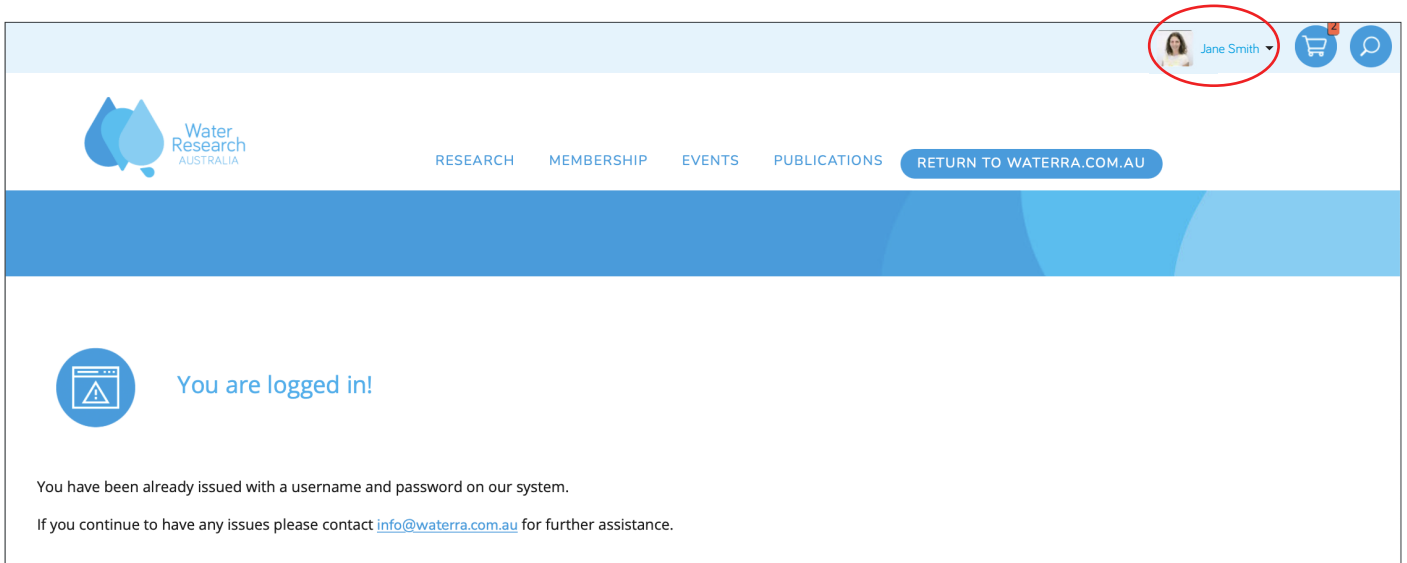 Jane Smith
2
Water
Research
AUSTRALIA
RESEARCH MEMBERSHIP EVENTS PUBLICATIONS RETURN TO WATERRA.COM.AU
You are logged in!
You have been already issued with a username and password on our system.
If you continue to have any issues please contact info@waterra.com.au for further assistance.